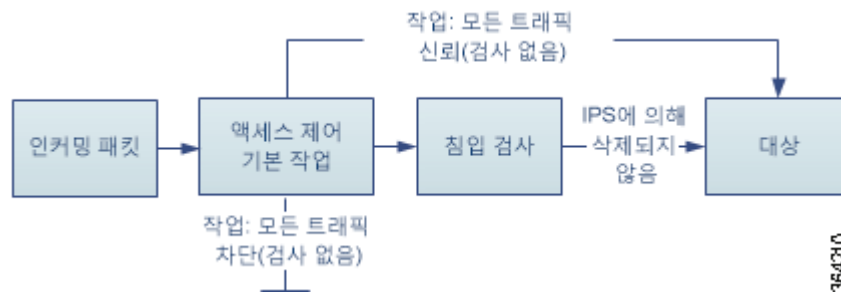 작업: 모든 트래픽
신뢰(검사 없음)
인커밍 패킷
액세스 제어
기본 작업
침입 검사
IPS에 의해
삭제되지
않음
대상
작업: 모든 트래픽
차단(검사 없음)